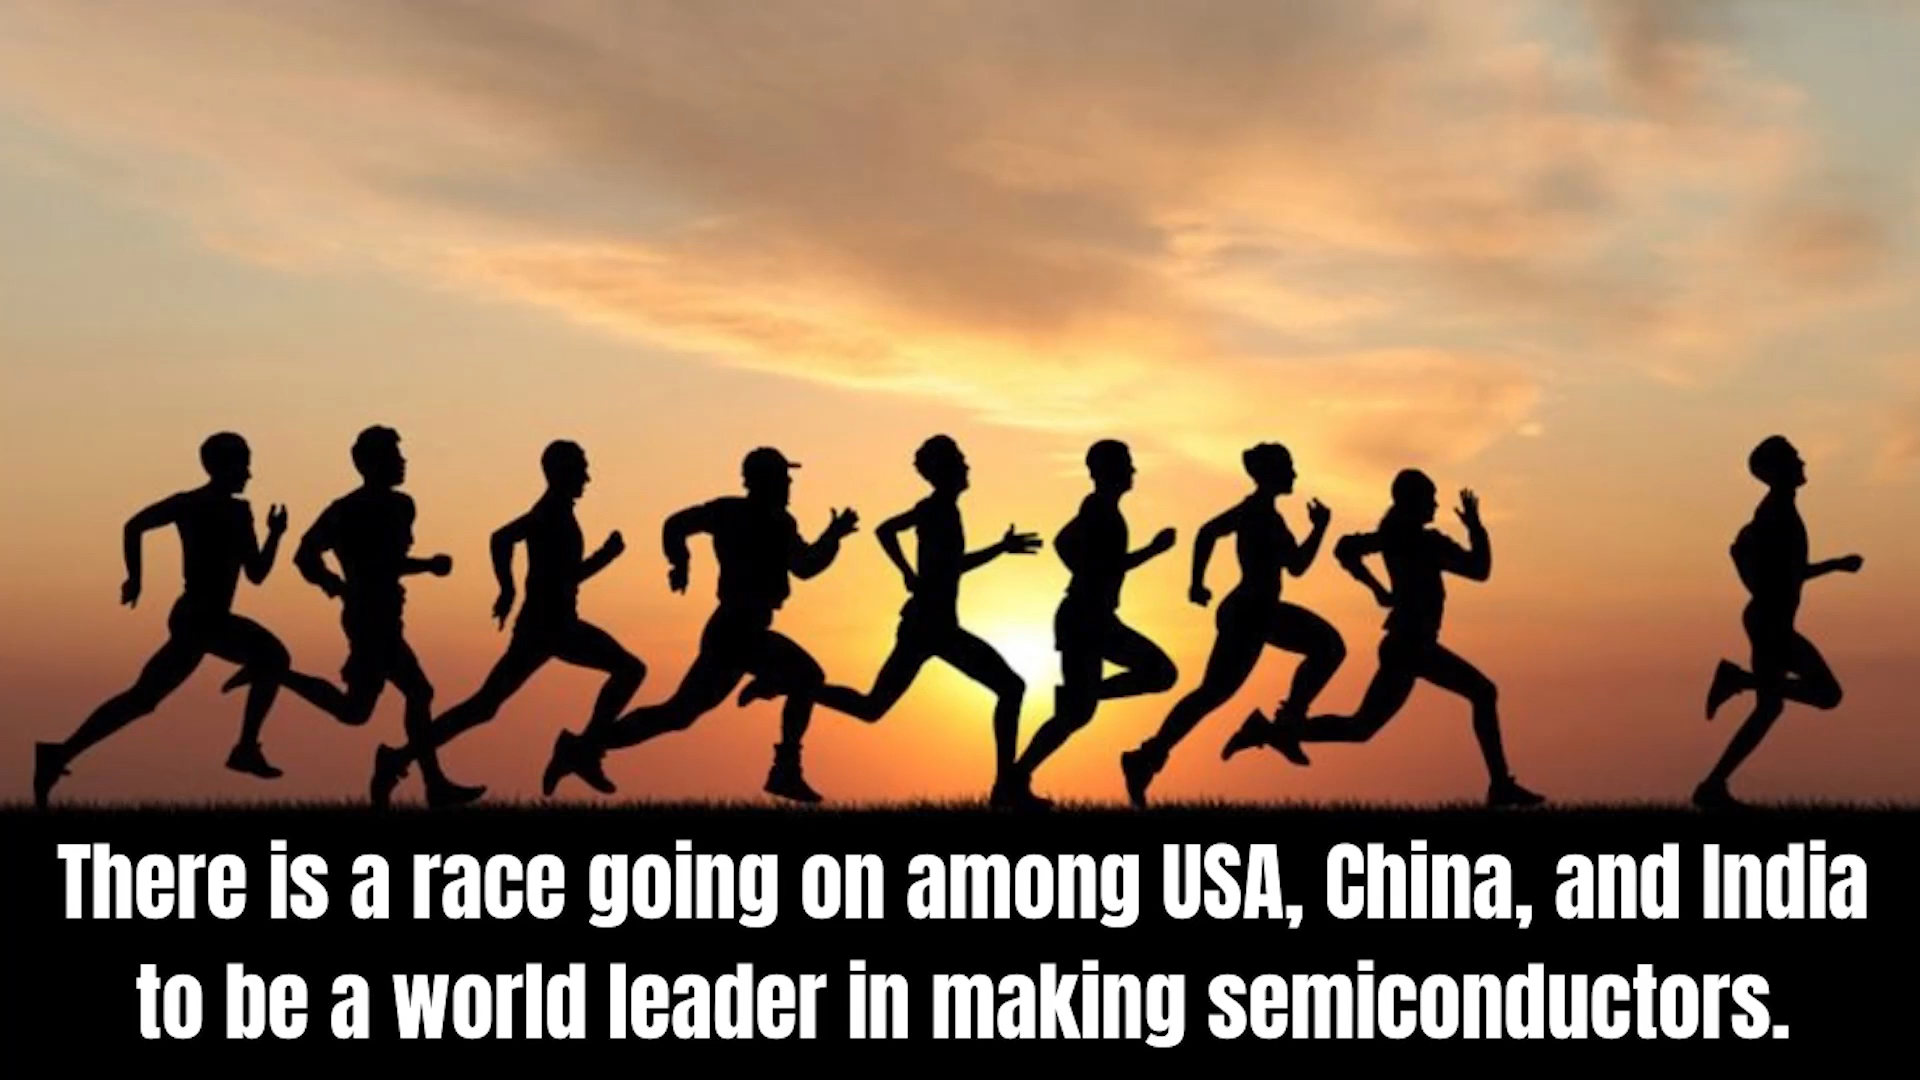 There is a race going on among USA, China, and India
to be a world leader in making semiconductors.